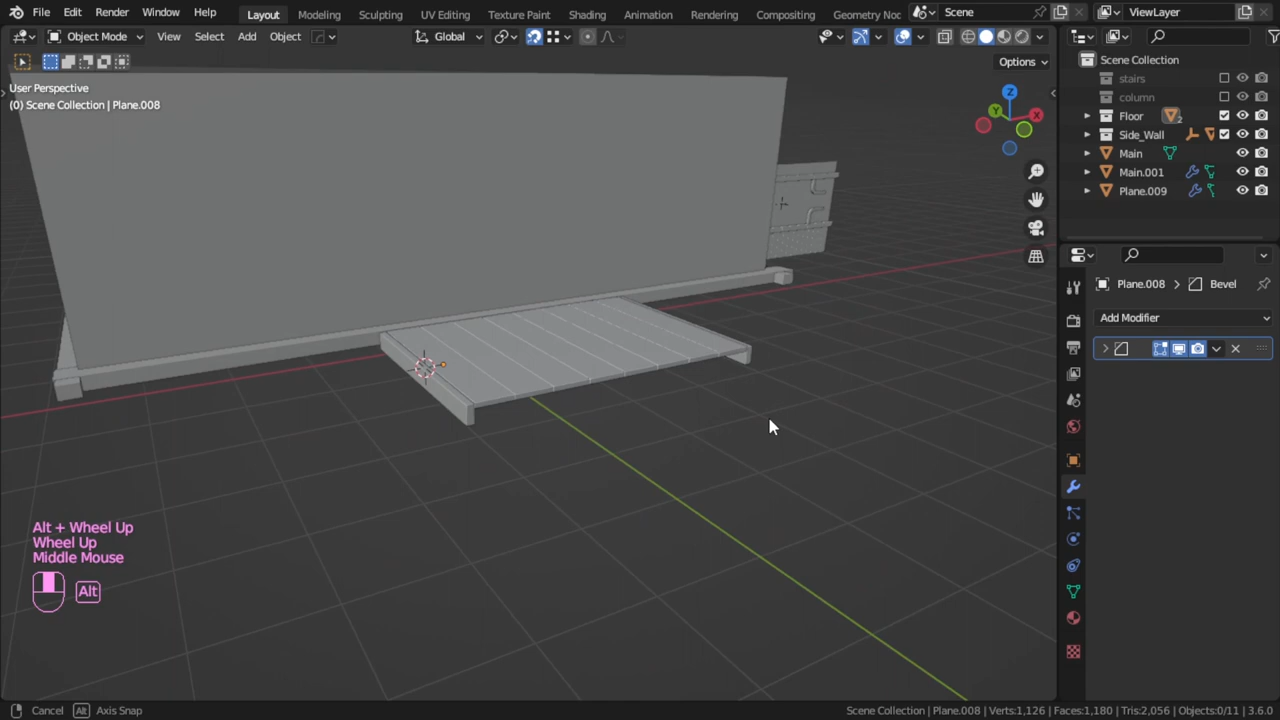 File Edit Render Window Help Layout Modeling Sculpting UV Editing Texture Paint Shading Animation Rendering Compositing Geometry Noc Scene ViewLayer
Object Mode View Select Add Object Global
Options
User Perspective
(0) Scene Collection | Plane.008
Z
Y
X
Scene Collection
stairs
column
Floor 2
Side_Wall
Main
Main.001
Plane.009
Plane.008 > Bevel
Add Modifier
Alt + Wheel Up
Wheel Up
Middle Mouse
Alt
Cancel Alt Axis Snap
Scene Collection | Plane.008 | Verts:1,126 | Faces:1,180 | Tris:2,056 | Objects:0/11 | 3.6.0